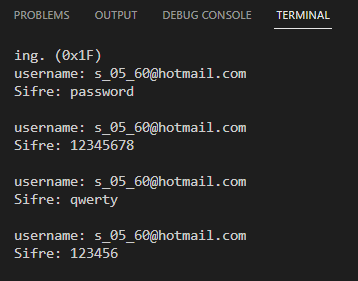 PROBLEMS OUTPUT DEBUG CONSOLE TERMINAL
ing. (0x1F)
username: s_05_60@hotmail.com
Sifre: password
username: s_05_60@hotmail.com
Sifre: 12345678
username: s_05_60@hotmail.com
Sifre: qwerty
username: s_05_60@hotmail.com
Sifre: 123456